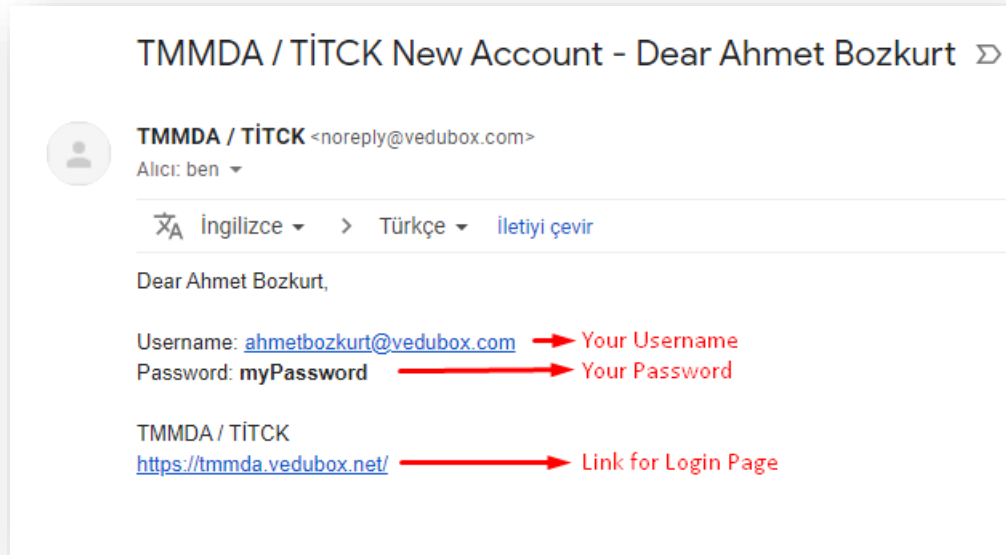 TMMDA / TİTCK New Account - Dear Ahmet Bozkurt
TMMDA / TİTCK <noreply@vedubox.com>
Alıcı: ben
İngilizce > Türkçe İletiyi çevir
Dear Ahmet Bozkurt,
Username: ahmetbozkurt@vedubox.com Your Username
Password: myPassword Your Password
TMMDA / TİTCK
https://tmmda.vedubox.net/ Link for Login Page